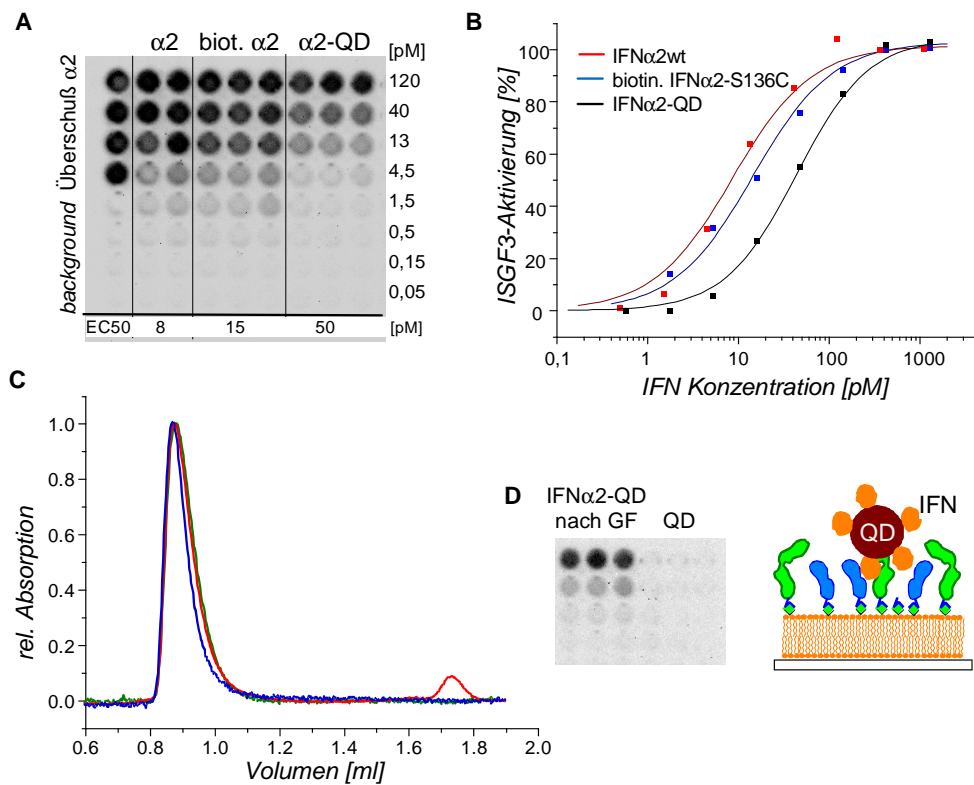 A
α2 biot. α2 α2-QD [pM]
background Überschuß α2
120
40
13
4,5
1,5
0,5
0,15
0,05
EC50 8 15 50 [pM]
B
ISGF3-Aktivierung [%]
100
80
60
40
20
0
IFNα2wt
biotin. IFNα2-S136C
IFNα2-QD
0,1 1 10 100 1000
IFN Konzentration [pM]
C
rel. Absorption
1.0
0.8
0.6
0.4
0.2
0.0
0.6 0.8 1.0 1.2 1.4 1.6 1.8 2.0
Volumen [ml]
D
IFNα2-QD
nach GF QD
IFN
QD